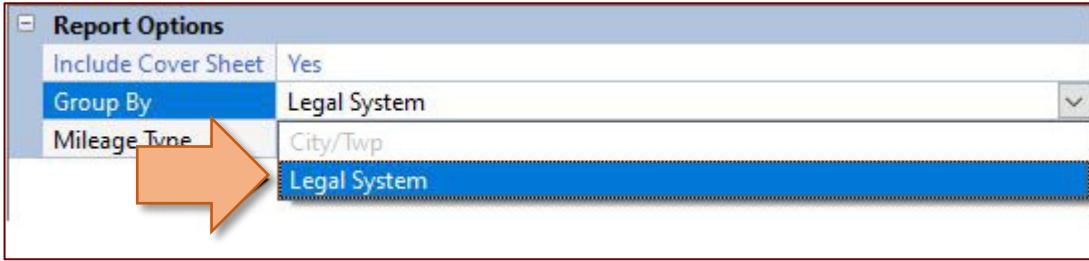 Report Options
Include Cover Sheet Yes
Group By Legal System
Mileage Type City/Twp
Legal System